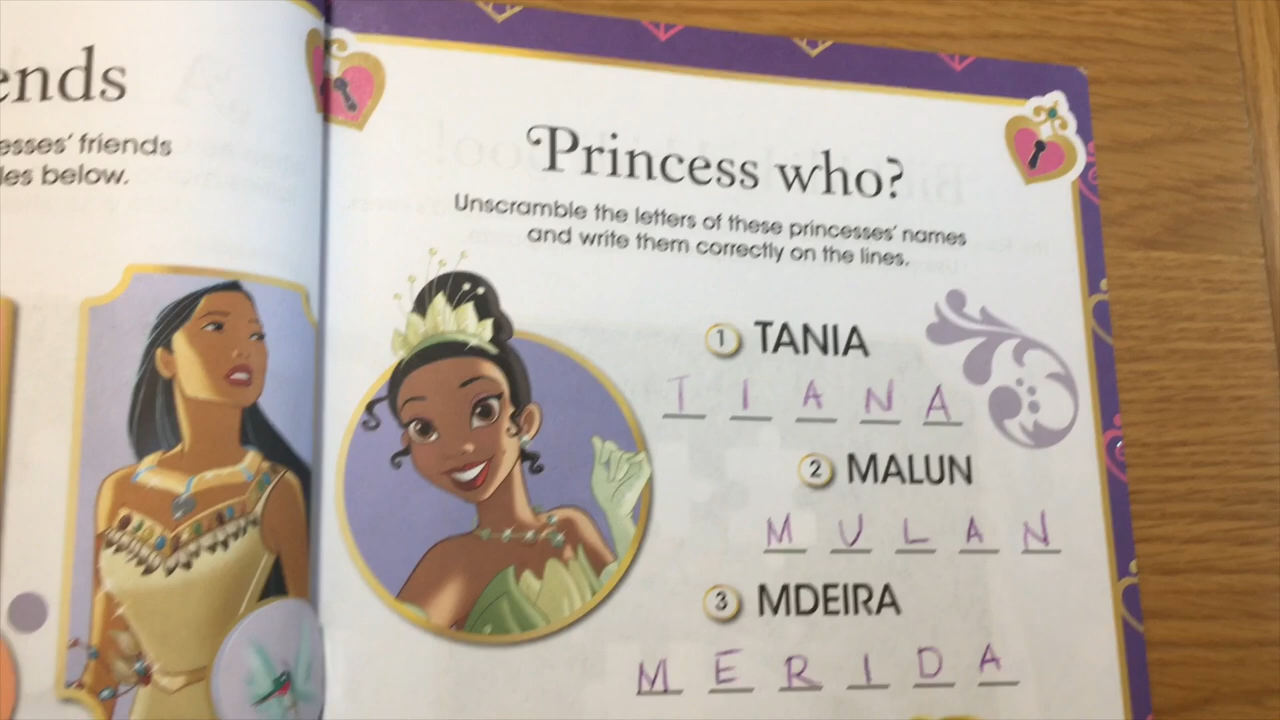 ends
esses' friends
les below.
Princess who?
Unscramble the letters of these princesses' names
and write them correctly on the lines.
1 TANIA
T I A N A
2 MALUN
M U L A N
3 MDEIRA
M E R I D A